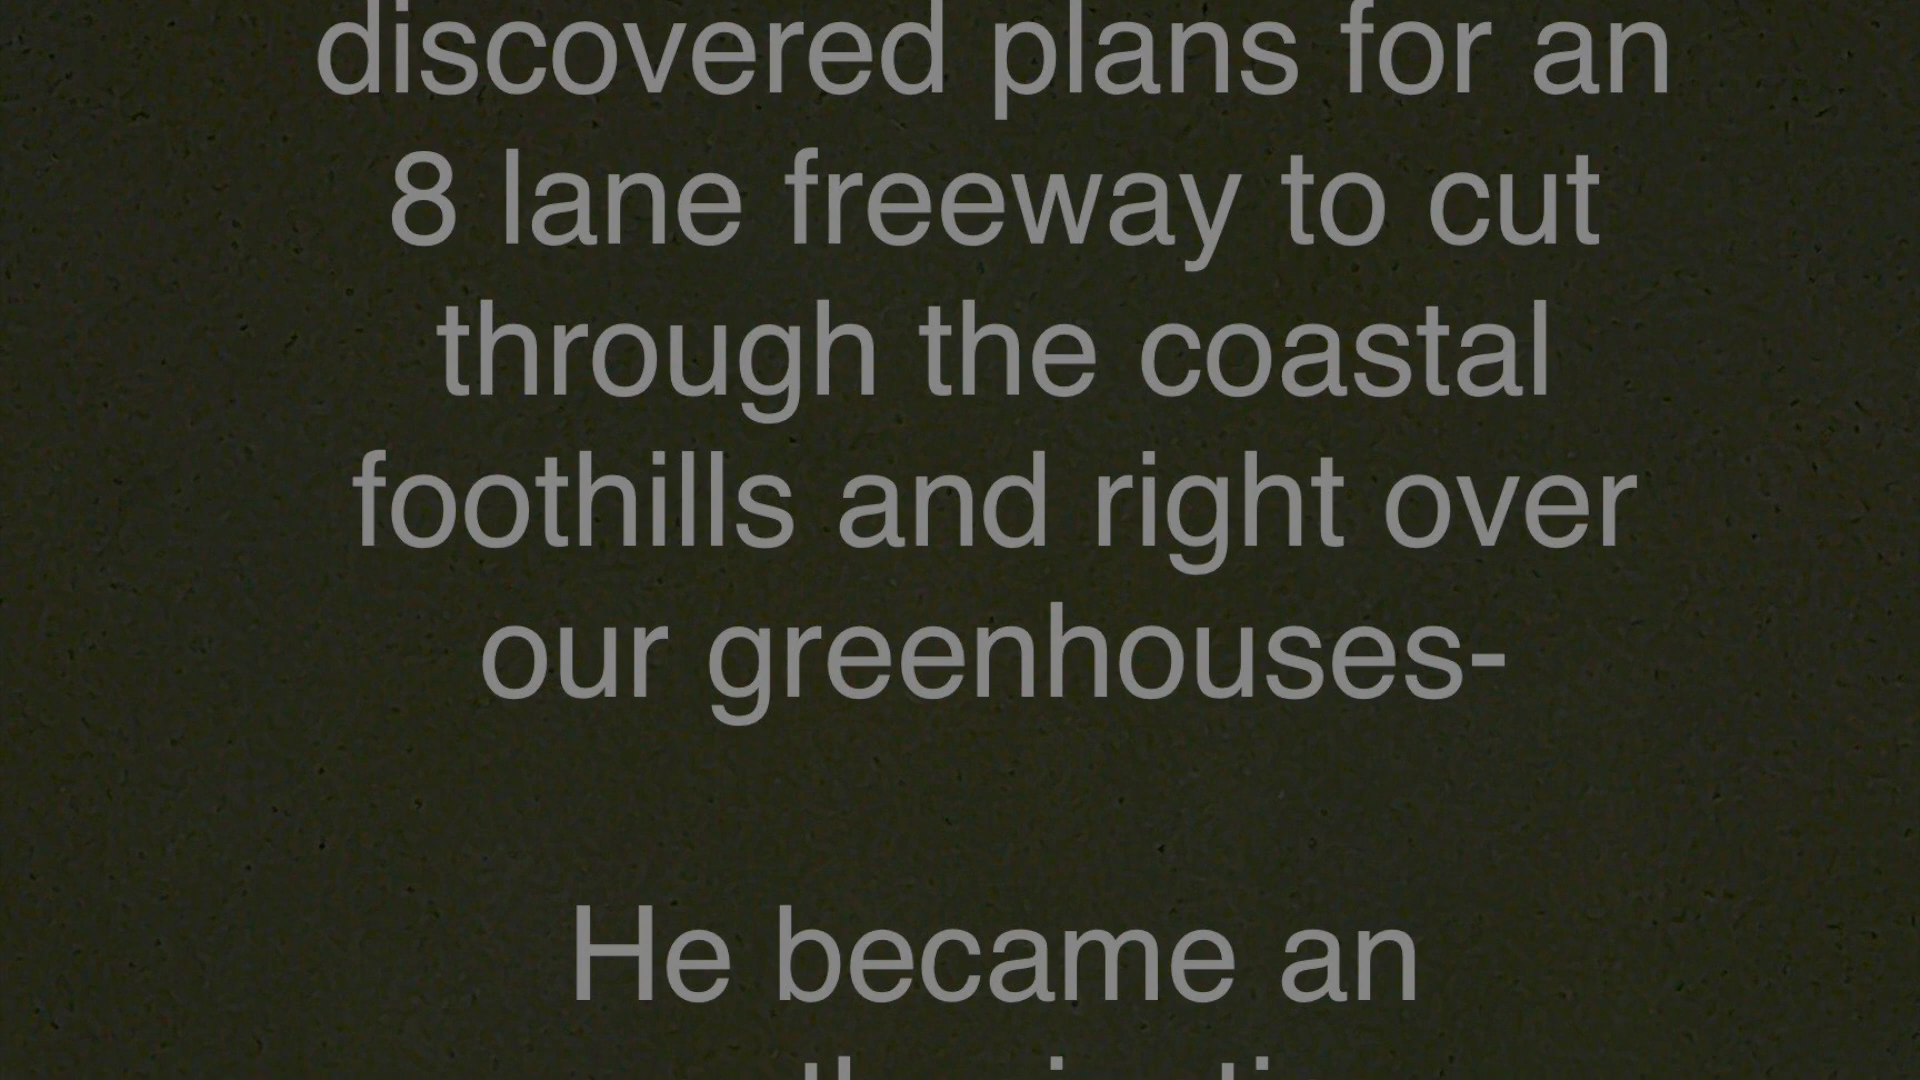 discovered plans for an
8 lane freeway to cut
through the coastal
foothills and right over
our greenhouses-
He became an